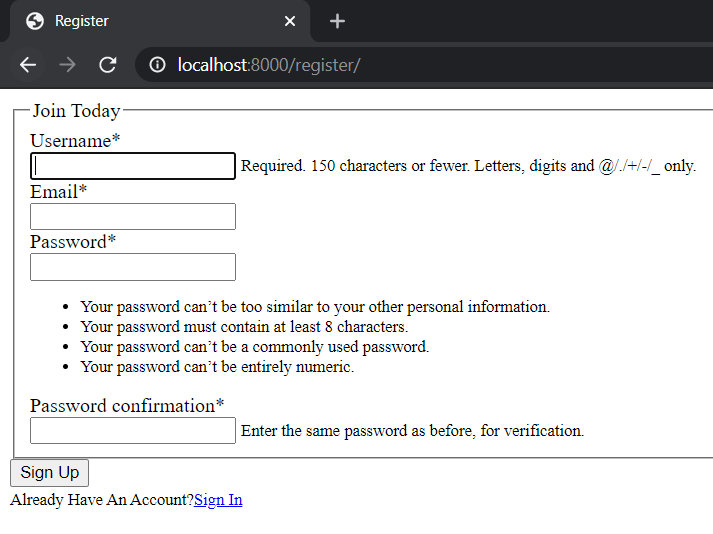 Register
localhost:8000/register/
Join Today
Username*
Required. 150 characters or fewer. Letters, digits and @/./+/-/_ only.
Email*
Password*
Your password can’t be too similar to your other personal information.
Your password must contain at least 8 characters.
Your password can’t be a commonly used password.
Your password can’t be entirely numeric.
Password confirmation*
Enter the same password as before, for verification.
Sign Up
Already Have An Account?Sign In